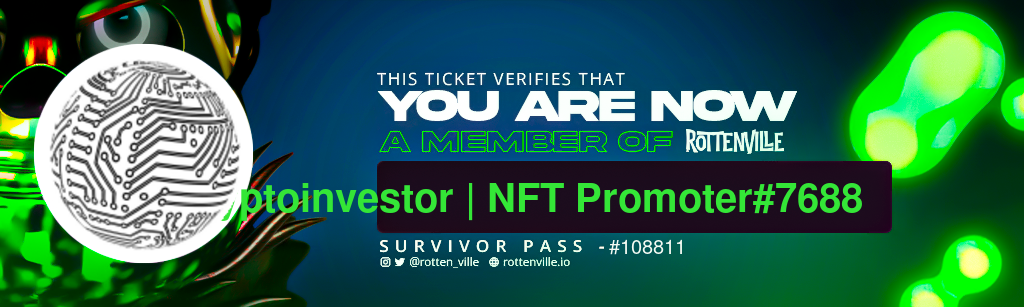 THIS TICKET VERIFIES THAT
YOU ARE NOW
A MEMBER OF ROTTENVILLE
ptoinvestor | NFT Promoter#7688
SURVIVOR PASS - #108811
@rotten_ville rottenville.io